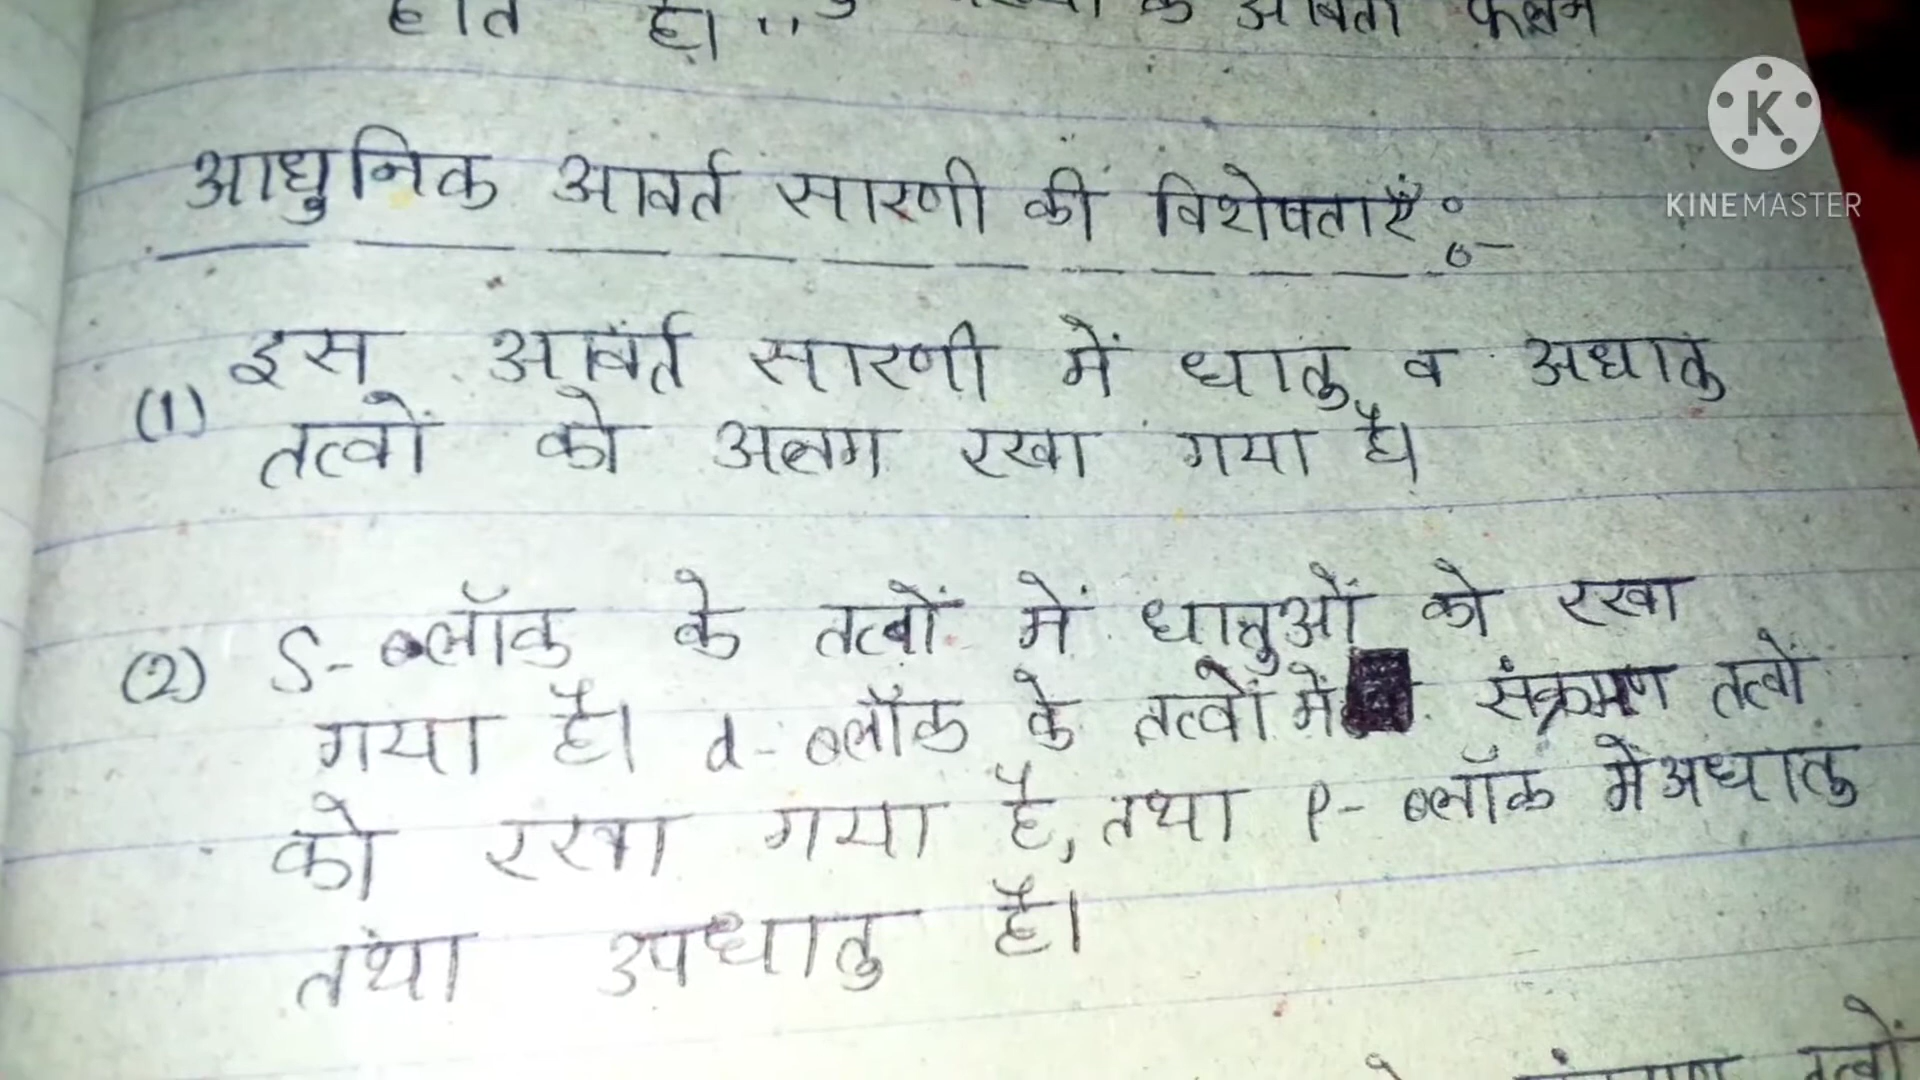 होते हैं।
आधुनिक आवर्त सारणी की विशेषताएँ :-
K
KINEMASTER
(1) इस आवर्त सारणी में धातु व अधातु
तत्वों को अलग रखा गया है।
(2) S-ब्लॉक के तत्वों में धातुओं को रखा
गया है। d-ब्लॉक के तत्वों में संक्रमण तत्वों
को रखा गया है, तथा P-ब्लॉक में अधातु
तथा उपधातु है।
तत्वों